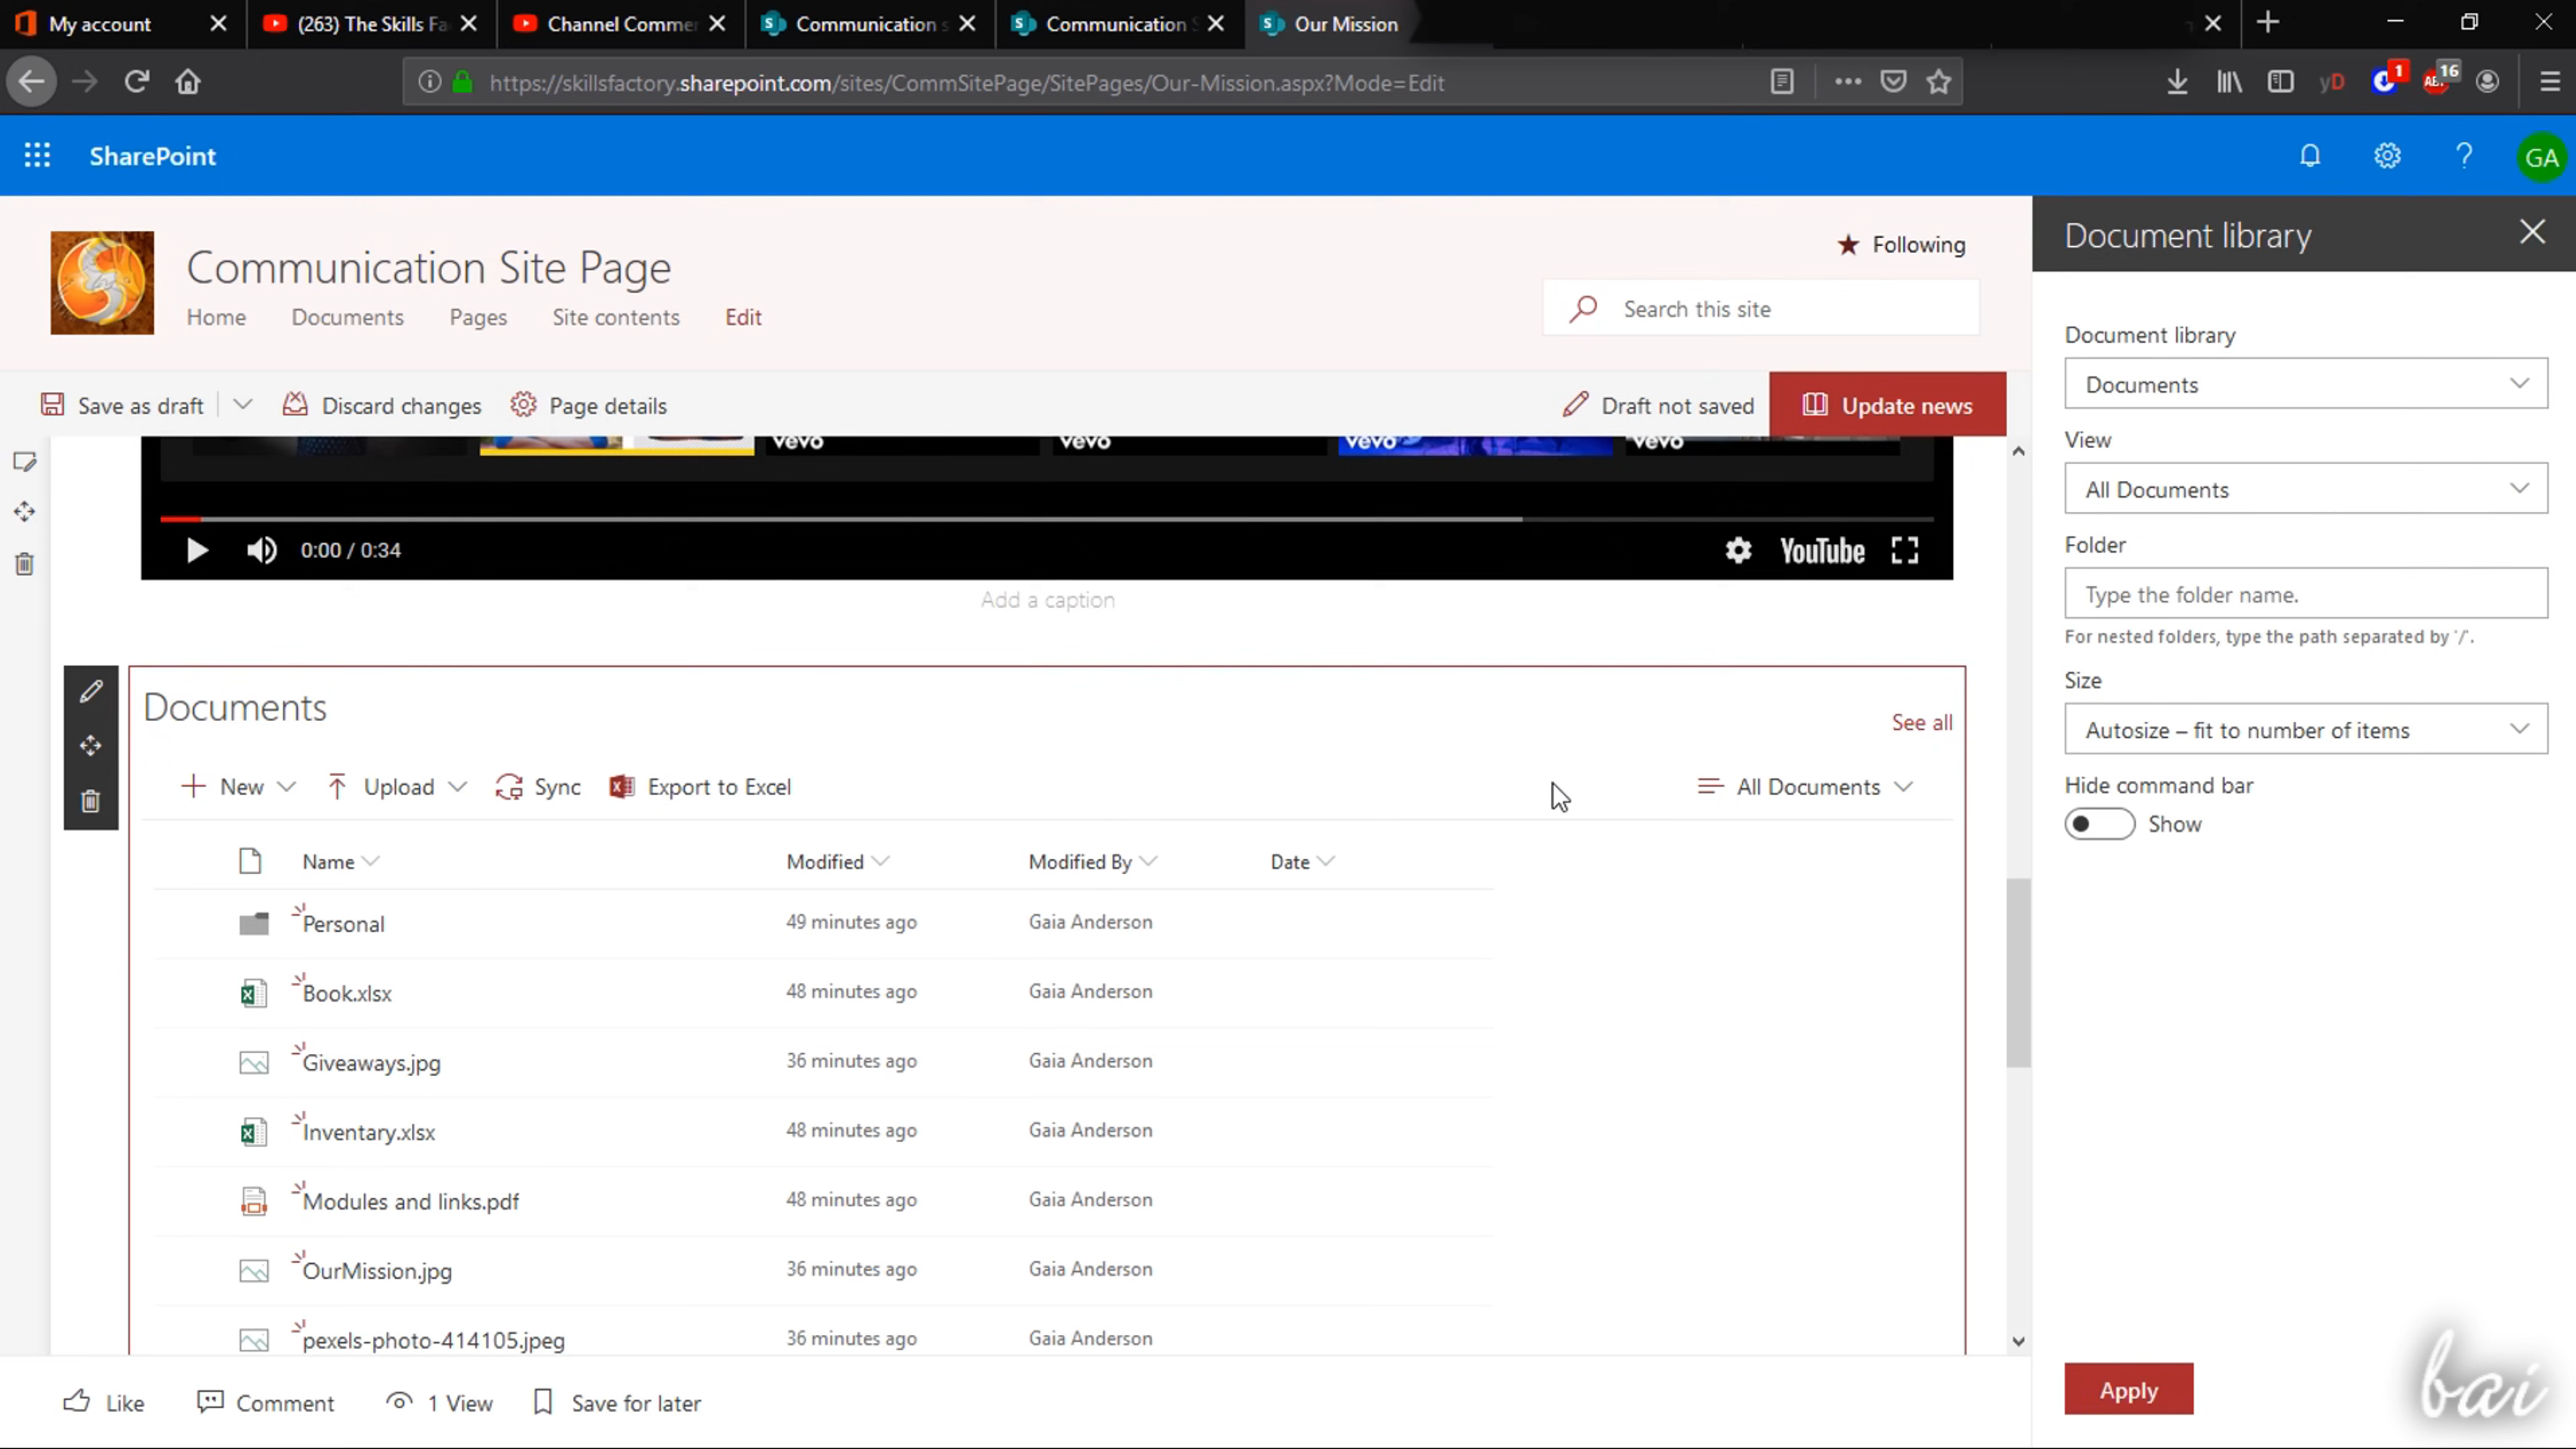 My account
(263) The Skills Fa
Channel Commen
Communication s
Communication S
Our Mission
https://skillsfactory.sharepoint.com/sites/CommSitePage/SitePages/Our-Mission.aspx?Mode=Edit
yD
1
16
SharePoint
?
GA
Communication Site Page
Following
Home
Documents
Pages
Site contents
Edit
Search this site
Save as draft
Discard changes
Page details
Draft not saved
Update news
vevo
vevo
vevo
vevo
0:00 / 0:34
YouTube
Add a caption
Documents
See all
New
Upload
Sync
Export to Excel
All Documents
Name
Modified
Modified By
Date
Personal
49 minutes ago
Gaia Anderson
Book.xlsx
48 minutes ago
Gaia Anderson
Giveaways.jpg
36 minutes ago
Gaia Anderson
Inventary.xlsx
48 minutes ago
Gaia Anderson
Modules and links.pdf
48 minutes ago
Gaia Anderson
OurMission.jpg
36 minutes ago
Gaia Anderson
pexels-photo-414105.jpeg
36 minutes ago
Gaia Anderson
Like
Comment
1 View
Save for later
Document library
Document library
Documents
View
All Documents
Folder
Type the folder name.
For nested folders, type the path separated by '/'.
Size
Autosize – fit to number of items
Hide command bar
Show
Apply
bai